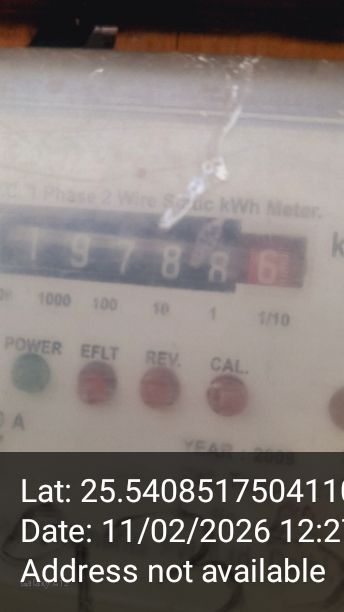 1 Phase 2 Wire Static kWh Meter.
1 9 7 8 8 6
k
1000 100 10 1 1/10
POWER EFLT REV. CAL.
A
YEAR : 2009
Lat: 25.5408517504110
Date: 11/02/2026 12:27
Address not available